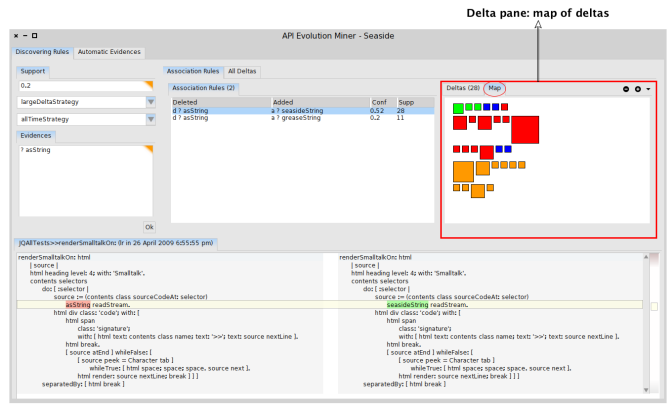 Delta pane: map of deltas
API Evolution Miner - Seaside
Discovering Rules Automatic Evidences
Support
0,2
largeDeltaStrategy
allTimeStrategy
Evidences
? asString
Ok
Association Rules All Deltas
Association Rules (2)
Deleted Added Conf Supp
d ? asString a ? seasideString 0.52 28
d ? asString a ? greaseString 0.2 11
Deltas (28) Map
JQAllTests>>renderSmalltalkOn: (lr in 26 April 2009 6:55:55 pm)
renderSmalltalkOn: html
| source |
html heading level: 4; with: 'Smalltalk'.
contents selectors
do: [ :selector |
source := (contents class sourceCodeAt: selector)
asString readStream.
html div class: 'code'; with: [
html span
class: 'signature';
with: [ html text: contents class name; text: '>>'; text: source nextLine ].
html break.
[ source atEnd ] whileFalse: [
[ source peek = Character tab ]
whileTrue: [ html space; space; space. source next ].
html render: source nextLine; break ] ] ]
separatedBy: [ html break ]
renderSmalltalkOn: html
| source |
html heading level: 4; with: 'Smalltalk'.
contents selectors
do: [ :selector |
source := (contents class sourceCodeAt: selector)
seasideString readStream.
html div class: 'code'; with: [
html span
class: 'signature';
with: [ html text: contents class name; text: '>>'; text: source nextLine ].
html break.
[ source atEnd ] whileFalse: [
[ source peek = Character tab ]
whileTrue: [ html space; space; space. source next ].
html render: source nextLine; break ] ] ]
separatedBy: [ html break ]